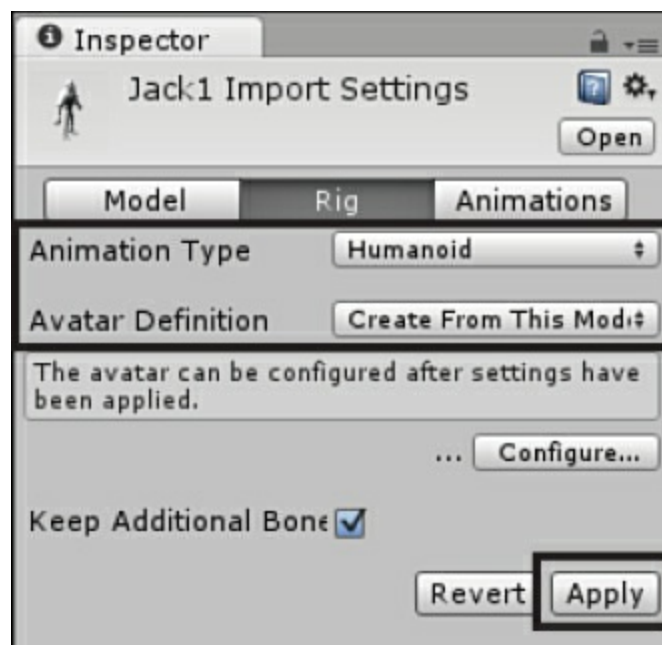 Inspector
Jack1 Import Settings
Open
Model Rig Animations
Animation Type Humanoid
Avatar Definition Create From This Mod
The avatar can be configured after settings have
been applied.
... Configure...
Keep Additional Bone
Revert Apply